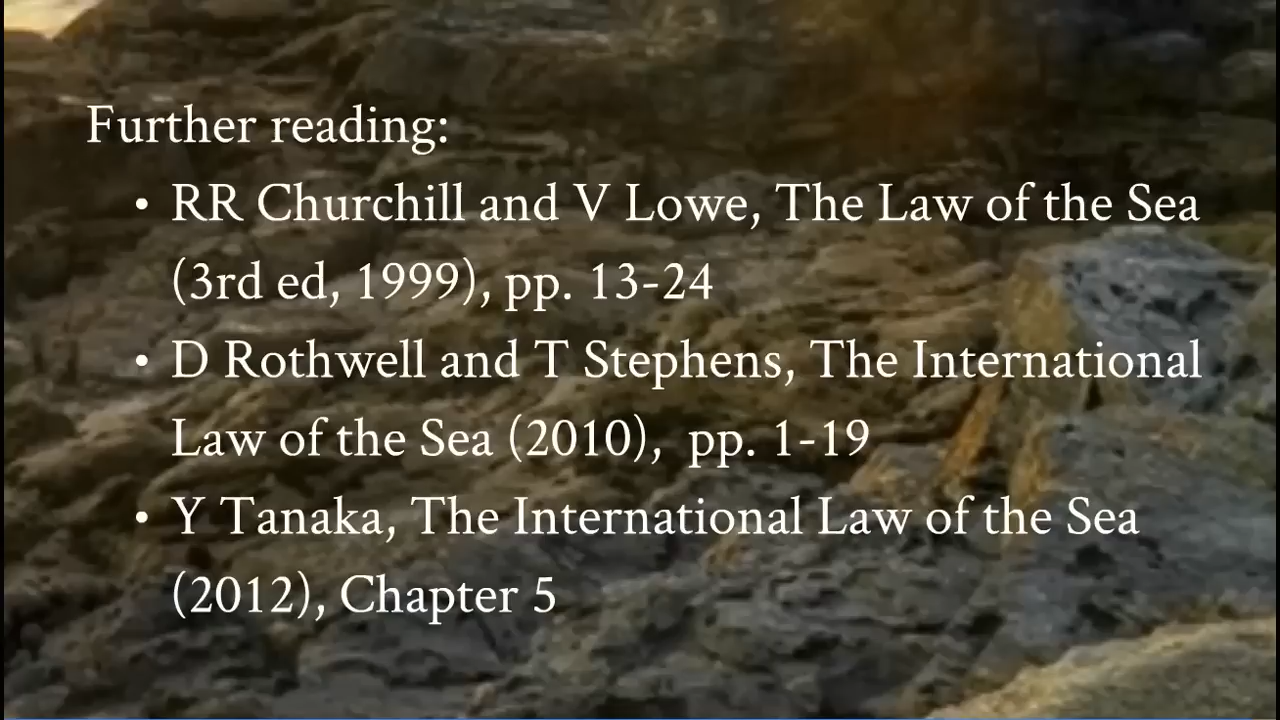 Further reading:
• RR Churchill and V Lowe, The Law of the Sea
(3rd ed, 1999), pp. 13-24
• D Rothwell and T Stephens, The International
Law of the Sea (2010),  pp. 1-19
• Y Tanaka, The International Law of the Sea
(2012), Chapter 5